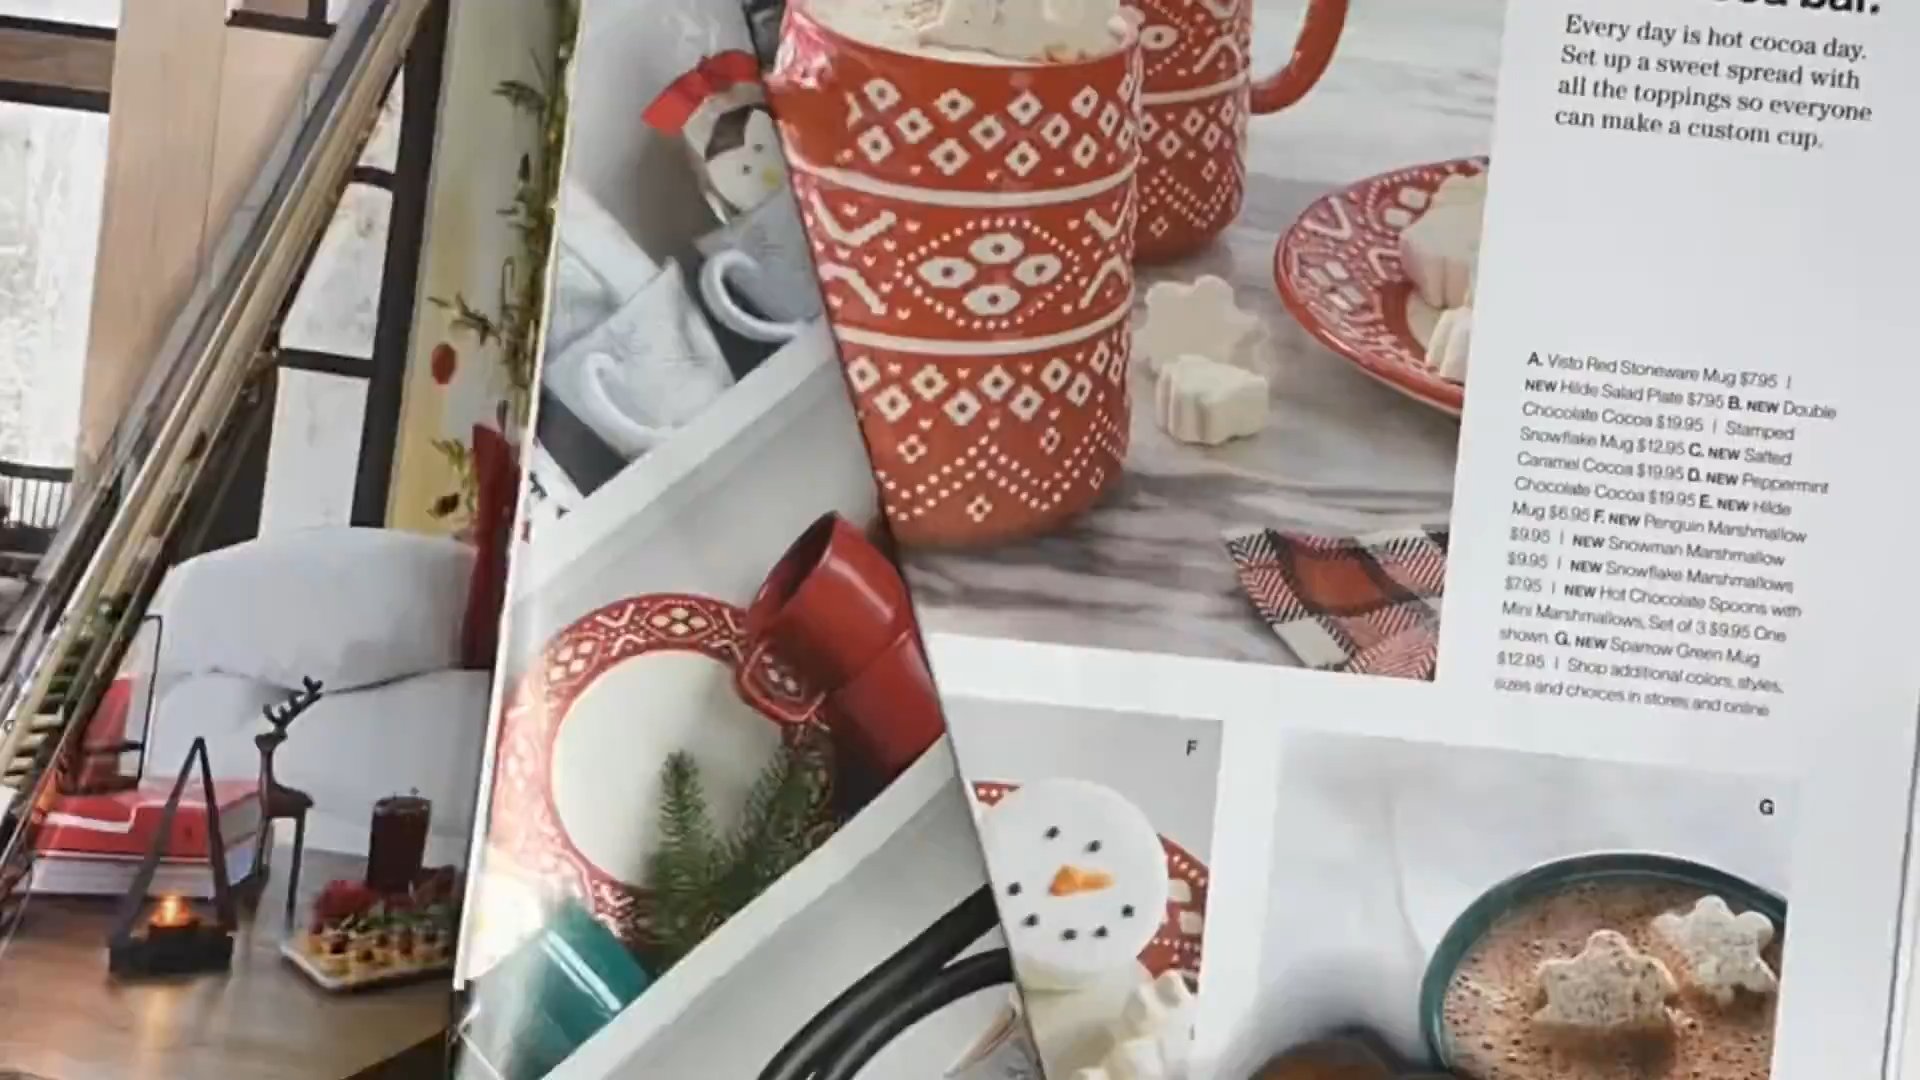 bar.
Every day is hot cocoa day.
Set up a sweet spread with
all the toppings so everyone
can make a custom cup.
A. Visto Red Stoneware Mug $7.95 |
NEW Hilde Salad Plate $7.95 B. NEW Double
Chocolate Cocoa $19.95 | Stamped
Snowflake Mug $12.95 C. NEW Salted
Caramel Cocoa $19.95 D. NEW Peppermint
Chocolate Cocoa $19.95 E. NEW Hilde
Mug $6.95 F. NEW Penguin Marshmallow
$9.95 | NEW Snowman Marshmallow
$9.95 | NEW Snowflake Marshmallows
$7.95 | NEW Hot Chocolate Spoons with
Mini Marshmallows, Set of 3 $9.95 One
shown. G. NEW Sparrow Green Mug
$12.95 | Shop additional colors, styles,
sizes and choices in stores and online
F
G